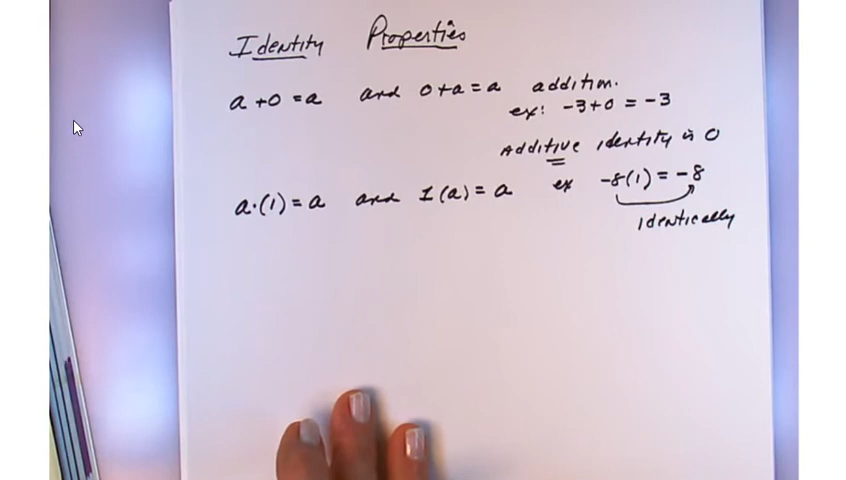 Identity Properties
a + 0 = a and 0 + a = a addition.
ex: -3 + 0 = -3
Additive identity is 0
a · (1) = a and 1 (a) = a ex -8(1) = -8
identically